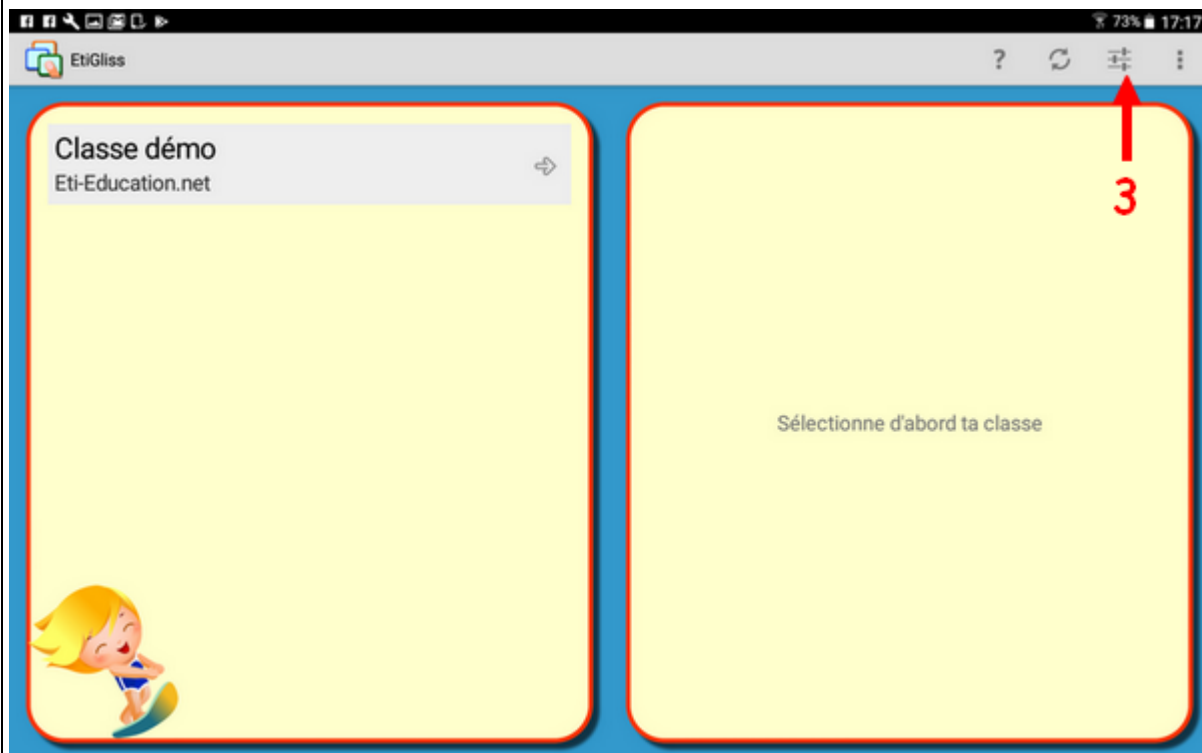 73% 17:17
EtiGliss
?
3
Classe démo
Eti-Education.net
Sélectionne d'abord ta classe